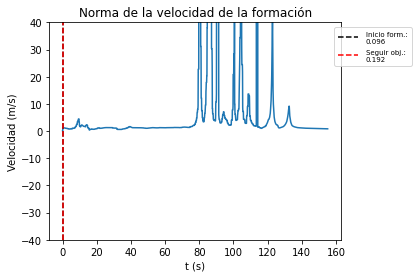 Norma de la velocidad de la formación
Velocidad (m/s)
40
30
20
10
0
−10
−20
−30
−40
0 20 40 60 80 100 120 140 160
t (s)
Inicio form.:
0.096
Seguir obj.:
0.192